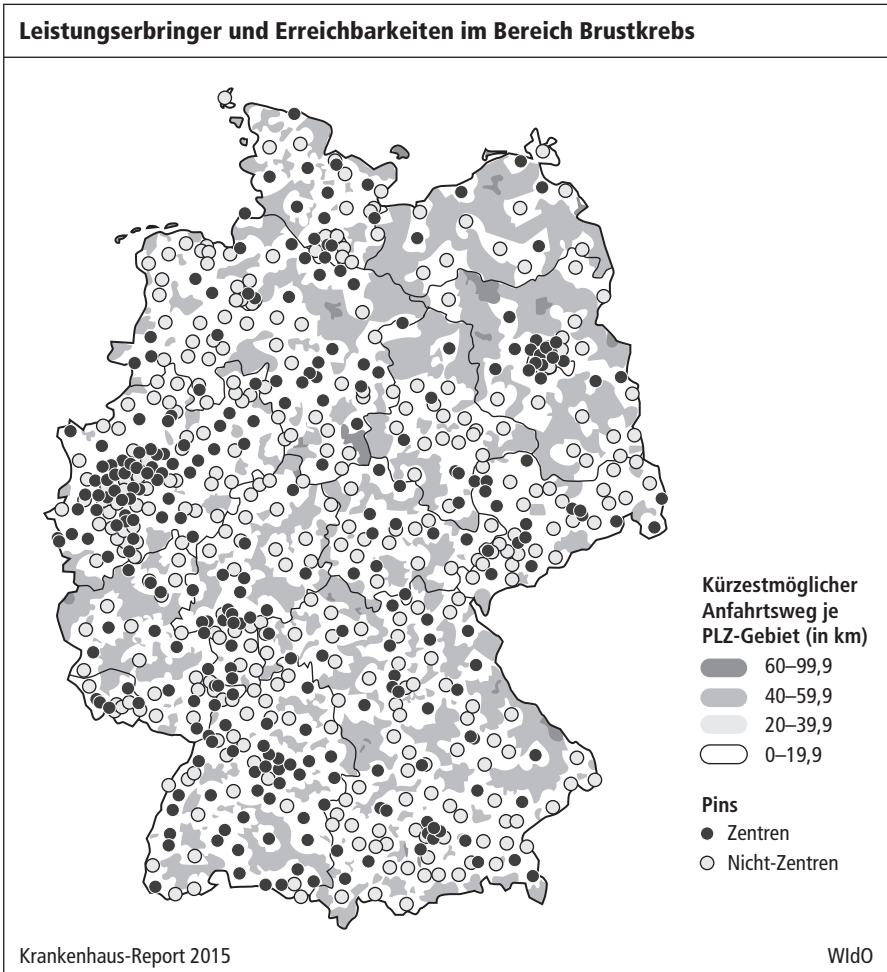 Leistungserbringer und Erreichbarkeiten im Bereich Brustkrebs
Kürzestmöglicher
Anfahrtsweg je
PLZ-Gebiet (in km)
60–99,9
40–59,9
20–39,9
0–19,9
Pins
Zentren
Nicht-Zentren
Krankenhaus-Report 2015
WIdO